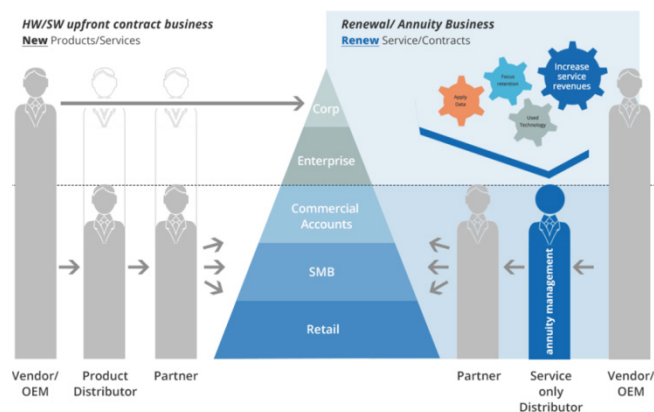 HW/SW upfront contract business
New Products/Services
Renewal/ Annuity Business
Renew Service/Contracts
Increase
service
revenues
Focus
retention
Apply
Data
Used
Technology
Corp
Enterprise
Commercial
Accounts
SMB
Retail
annuity management
Vendor/
OEM
Product
Distributor
Partner
Partner
Service
only
Distributor
Vendor/
OEM